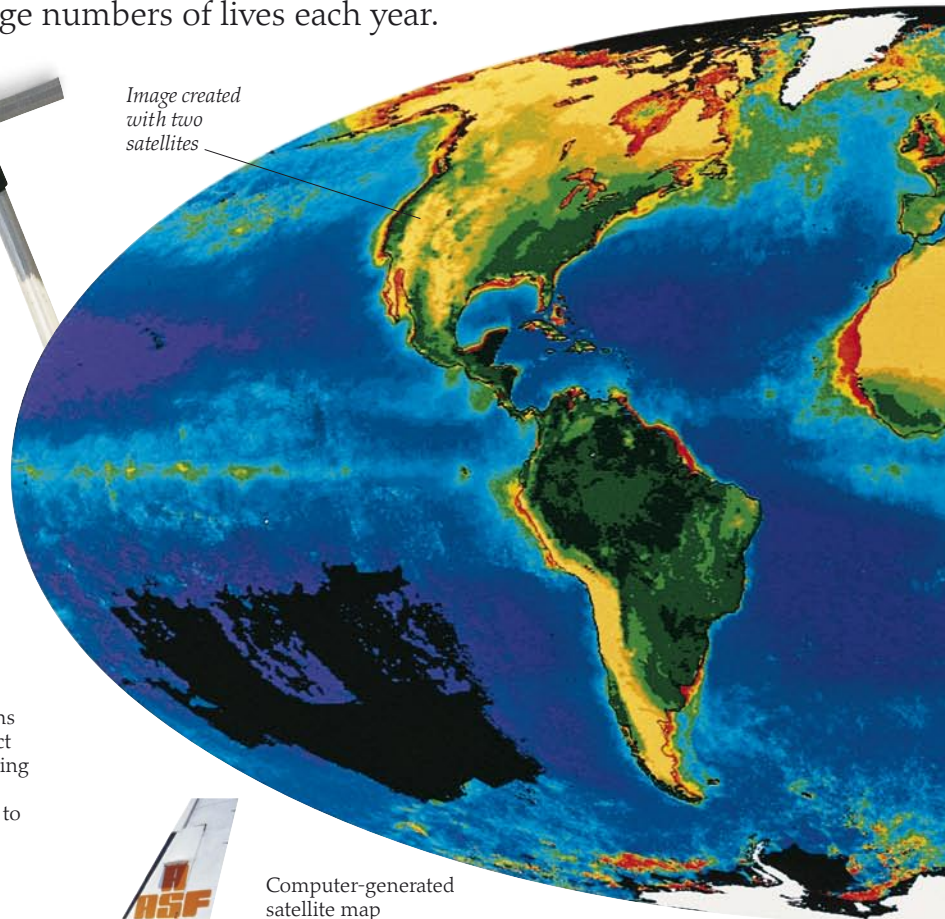 ge numbers of lives each year.
Image created
with two
satellites
ns
ct
ing
to
A
ASF
Computer-generated
satellite map